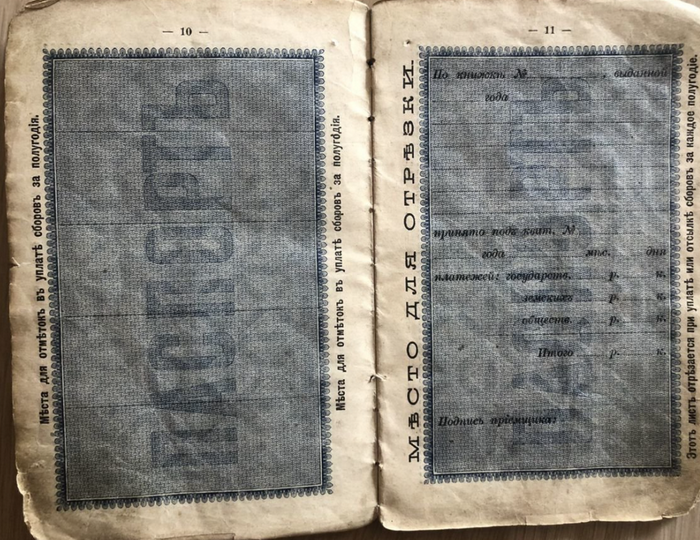 — 10 —
Мѣста для отмѣтокъ въ уплатѣ сборовъ за полугодія.
ПАСПОРТЪ
Мѣста для отмѣтокъ въ уплатѣ сборовъ за полугодія.
— 11 —
МѢСТО ДЛЯ ОТРѢЗКИ
ПАСПОРТЪ
По книжкѣ № , выданной
года
принято подъ квит. №
года мѣс. дня
платежей: государств. р. к.
земскихъ р. к.
обществ. р. к.
Итого р. к.
Подпись пріемщика:
Этотъ листъ отрѣзается при уплатѣ или отсылкѣ сборовъ за каждое полугодіе.